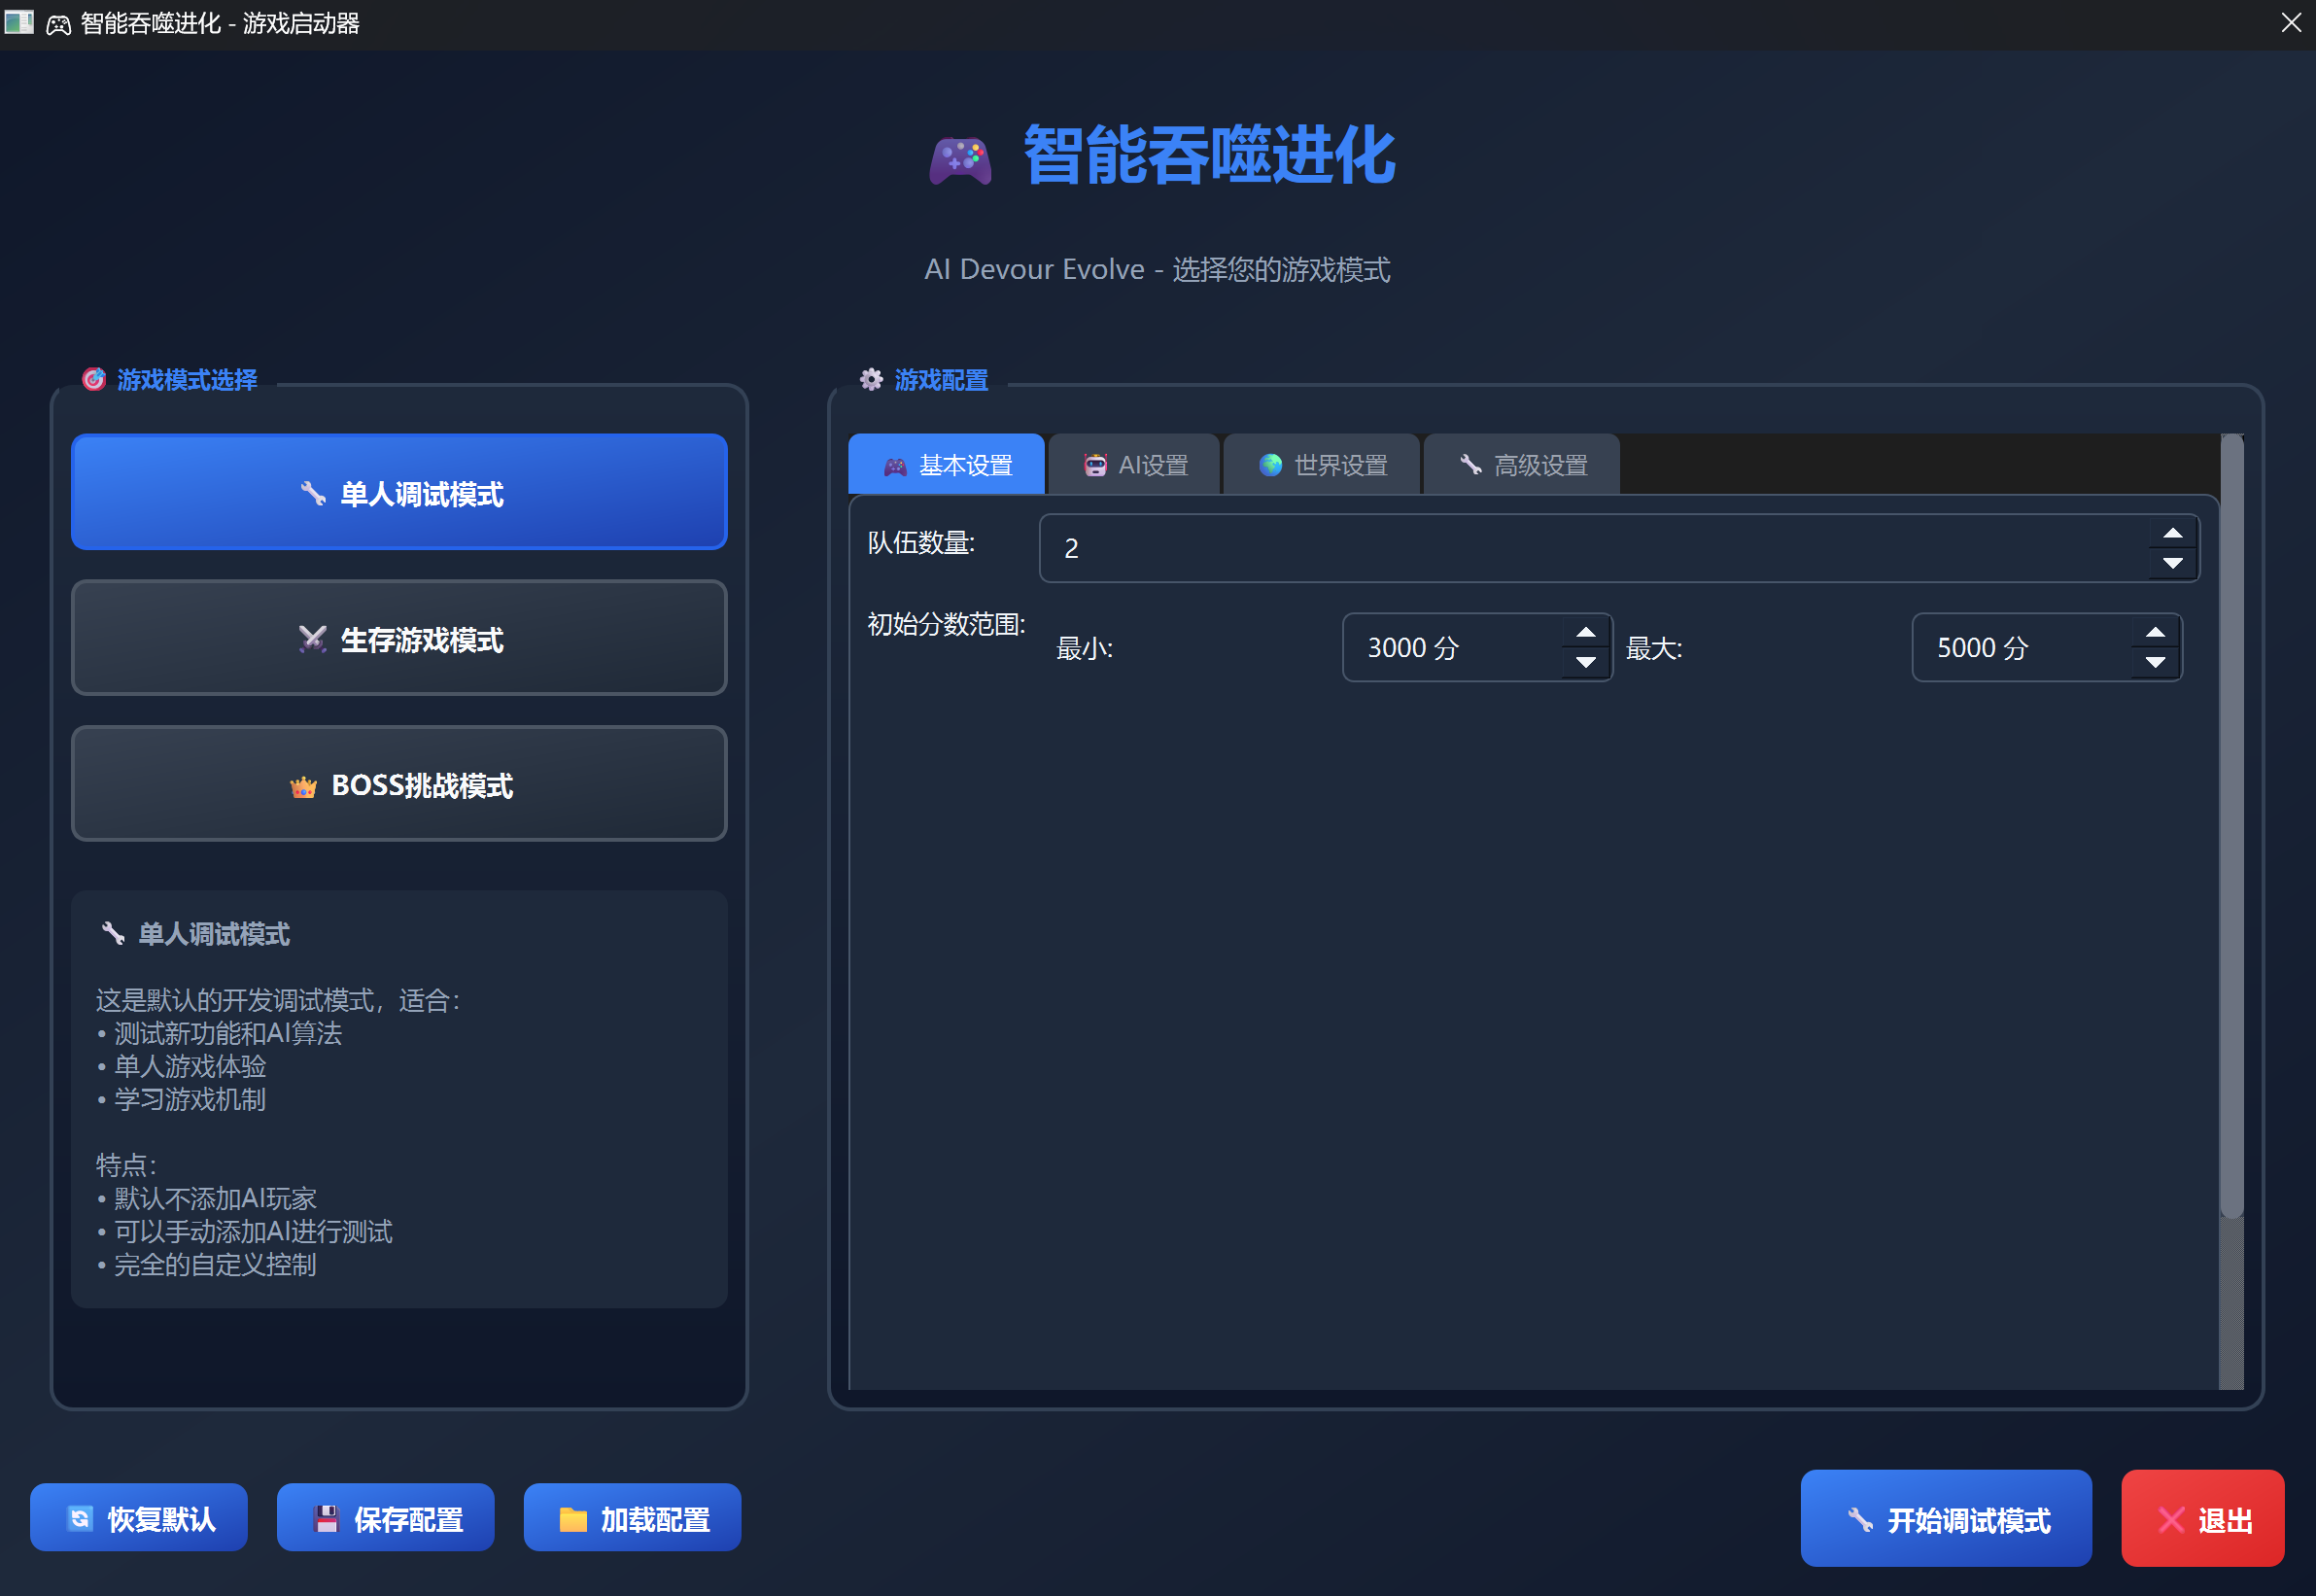 智能吞噬进化 - 游戏启动器
智能吞噬进化
AI Devour Evolve - 选择您的游戏模式
游戏模式选择
单人调试模式
生存游戏模式
BOSS挑战模式
单人调试模式
这是默认的开发调试模式，适合：
• 测试新功能和AI算法
• 单人游戏体验
• 学习游戏机制
特点：
• 默认不添加AI玩家
• 可以手动添加AI进行测试
• 完全的自定义控制
游戏配置
基本设置 AI设置 世界设置 高级设置
队伍数量: 2
初始分数范围: 最小: 3000 分 最大: 5000 分
恢复默认 保存配置 加载配置 开始调试模式 退出